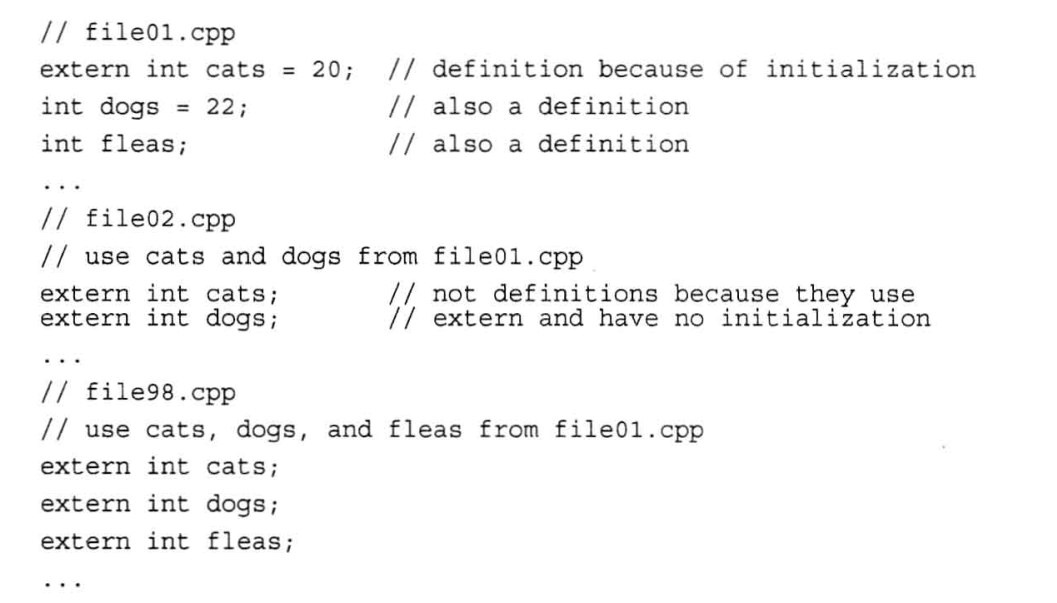 // file01.cpp
extern int cats = 20;  // definition because of initialization
int dogs = 22;         // also a definition
int fleas;             // also a definition
...
// file02.cpp
// use cats and dogs from file01.cpp
extern int cats;       // not definitions because they use
extern int dogs;       // extern and have no initialization
...
// file98.cpp
// use cats, dogs, and fleas from file01.cpp
extern int cats;
extern int dogs;
extern int fleas;
...